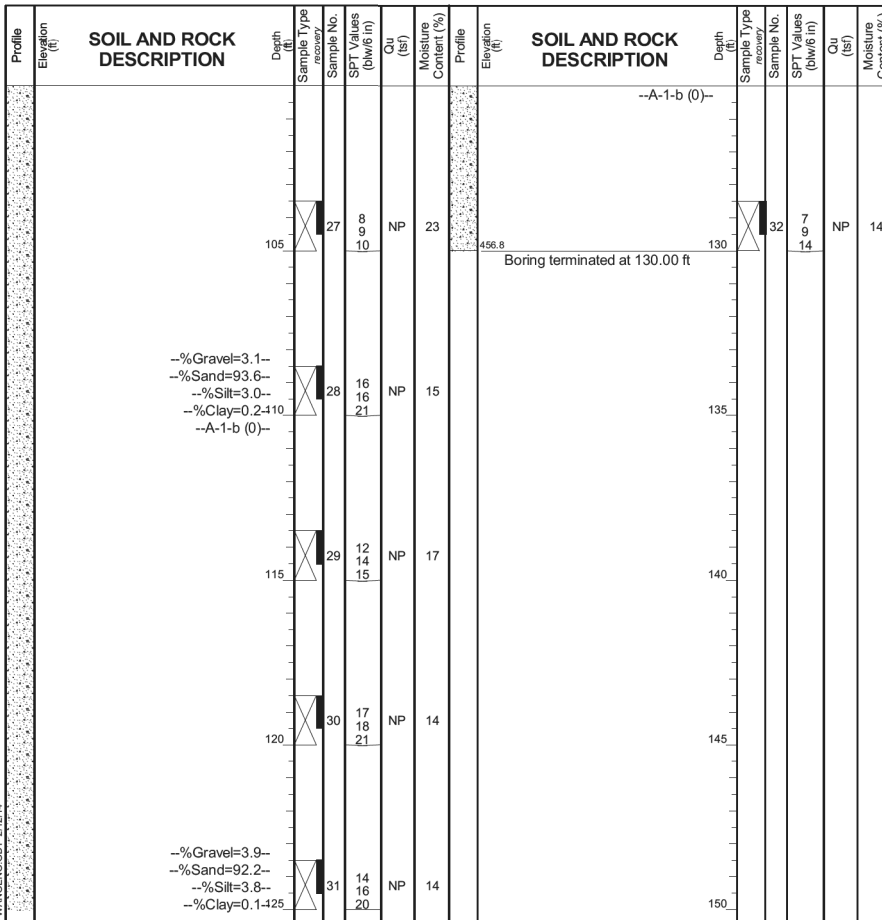 Profile
Elevation
(ft)
SOIL AND ROCK
DESCRIPTION
Depth
(ft)
Sample Type
recovery
Sample No.
SPT Values
(blw/6 in)
Qu
(tsf)
Moisture
Content (%)
27
8
9
10
NP
23
105
--%Gravel=3.1--
--%Sand=93.6--
--%Silt=3.0--
--%Clay=0.2--
110
--A-1-b (0)--
28
16
16
21
NP
15
29
12
14
15
NP
17
115
30
17
18
21
NP
14
120
--%Gravel=3.9--
--%Sand=92.2--
--%Silt=3.8--
--%Clay=0.1--
125
31
14
16
20
NP
14
Profile
Elevation
(ft)
SOIL AND ROCK
DESCRIPTION
Depth
(ft)
Sample Type
recovery
Sample No.
SPT Values
(blw/6 in)
Qu
(tsf)
Moisture
Content (%)
--A-1-b (0)--
32
7
9
14
NP
14
456.8
130
Boring terminated at 130.00 ft
135
140
145
150